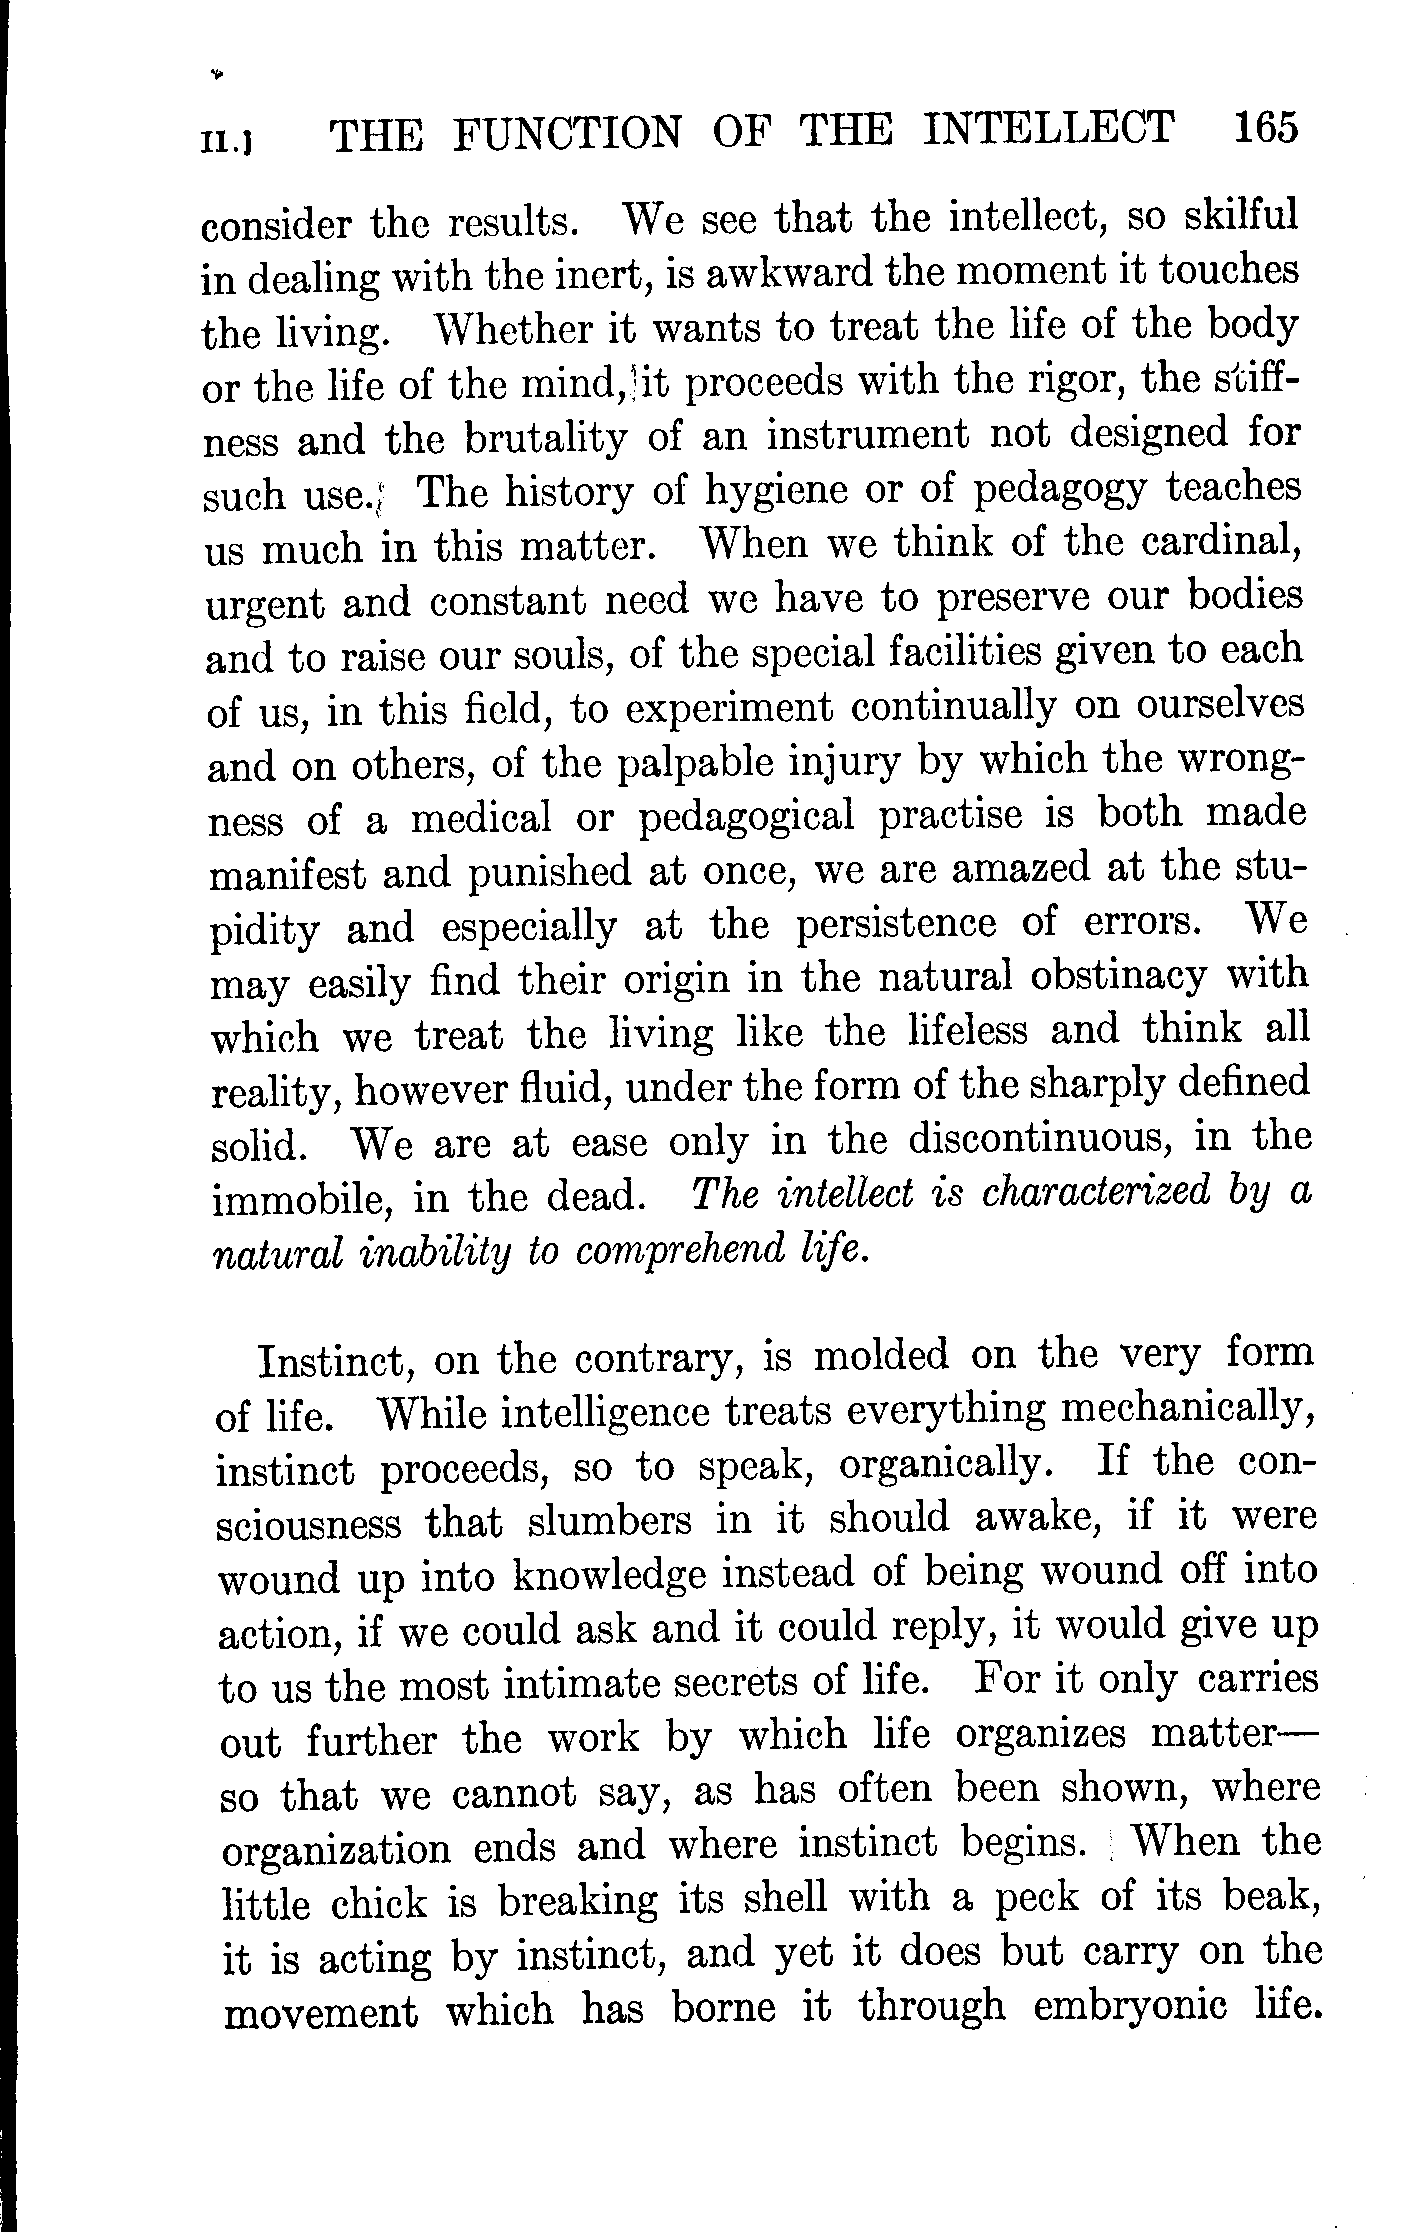 II.] THE FUNCTION OF THE INTELLECT 165
consider the results. We see that the intellect, so skilful
in dealing with the inert, is awkward the moment it touches
the living. Whether it wants to treat the life of the body
or the life of the mind, it proceeds with the rigor, the stiff-
ness and the brutality of an instrument not designed for
such use. The history of hygiene or of pedagogy teaches
us much in this matter. When we think of the cardinal,
urgent and constant need we have to preserve our bodies
and to raise our souls, of the special facilities given to each
of us, in this field, to experiment continually on ourselves
and on others, of the palpable injury by which the wrong-
ness of a medical or pedagogical practise is both made
manifest and punished at once, we are amazed at the stu-
pidity and especially at the persistence of errors. We
may easily find their origin in the natural obstinacy with
which we treat the living like the lifeless and think all
reality, however fluid, under the form of the sharply defined
solid. We are at ease only in the discontinuous, in the
immobile, in the dead. The intellect is characterized by a
natural inability to comprehend life.
Instinct, on the contrary, is molded on the very form
of life. While intelligence treats everything mechanically,
instinct proceeds, so to speak, organically. If the con-
sciousness that slumbers in it should awake, if it were
wound up into knowledge instead of being wound off into
action, if we could ask and it could reply, it would give up
to us the most intimate secrets of life. For it only carries
out further the work by which life organizes matter—
so that we cannot say, as has often been shown, where
organization ends and where instinct begins. When the
little chick is breaking its shell with a peck of its beak,
it is acting by instinct, and yet it does but carry on the
movement which has borne it through embryonic life.